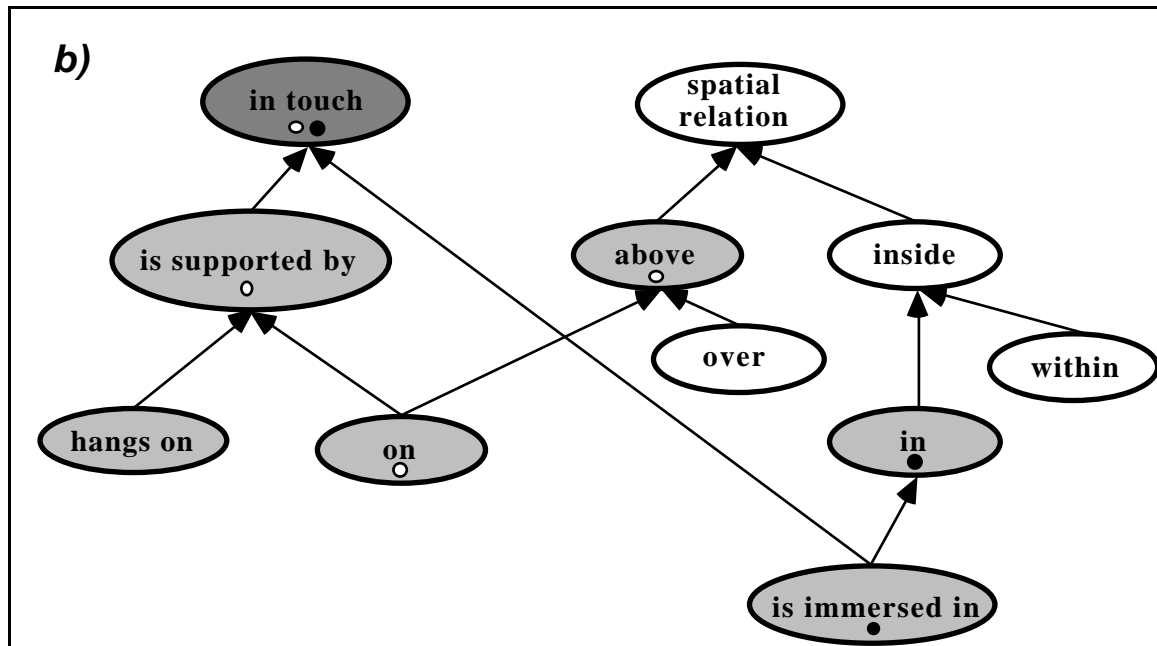 b)
in touch
spatial
relation
is supported by
above
inside
over
within
hangs on
on
in
is immersed in